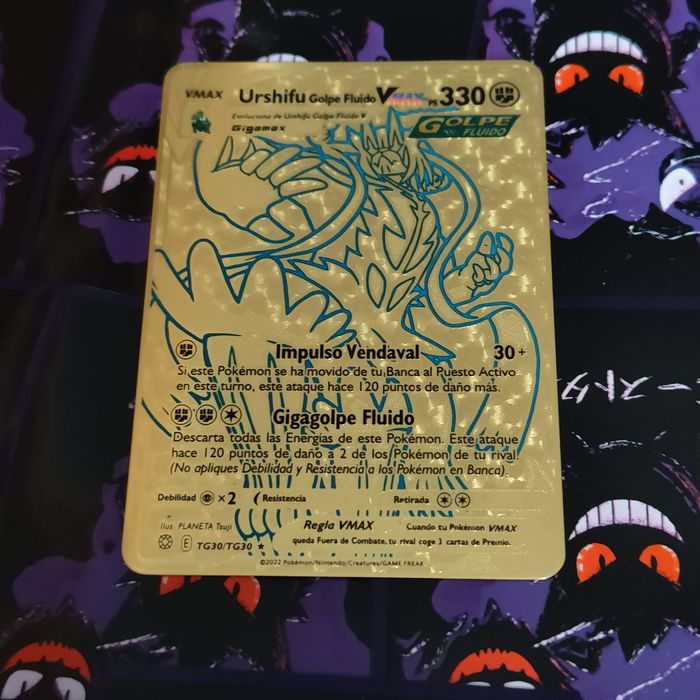 VMAX Urshifu Golpe Fluido VMAX PS 330
Evoluciona de Urshifu Golpe Fluido V
Gigamax
GOLPE
FLUIDO
Impulso Vendaval 30+
Si este Pokémon se ha movido de tu Banca al Puesto Activo
en este turno, este ataque hace 120 puntos de daño más.
Gigagolpe Fluido
Descarta todas las Energías de este Pokémon. Este ataque
hace 120 puntos de daño a 2 de los Pokémon de tu rival.
(No apliques Debilidad y Resistencia a los Pokémon en Banca).
Debilidad ×2 Resistencia Retirada
Ilus. PLANETA Tsuji
Regla VMAX Cuando tu Pokémon VMAX
queda Fuera de Combate, tu rival coge 3 cartas de Premio.
E TG30/TG30 ★
©2022 Pokémon/Nintendo/Creatures/GAME FREAK
ーストタ